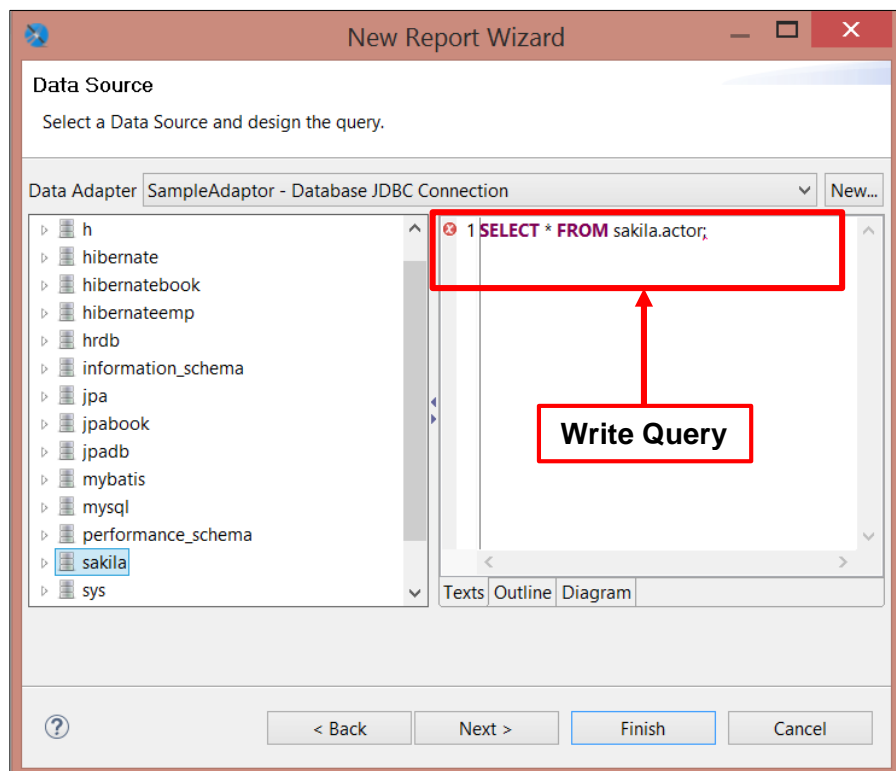 New Report Wizard
Data Source
Select a Data Source and design the query.
Data Adapter SampleAdaptor - Database JDBC Connection New...
h
hibernate
hibernatebook
hibernateemp
hrdb
information_schema
jpa
jpabook
jpadb
mybatis
mysql
performance_schema
sakila
sys
1 SELECT * FROM sakila.actor;
Write Query
Texts Outline Diagram
? < Back Next > Finish Cancel